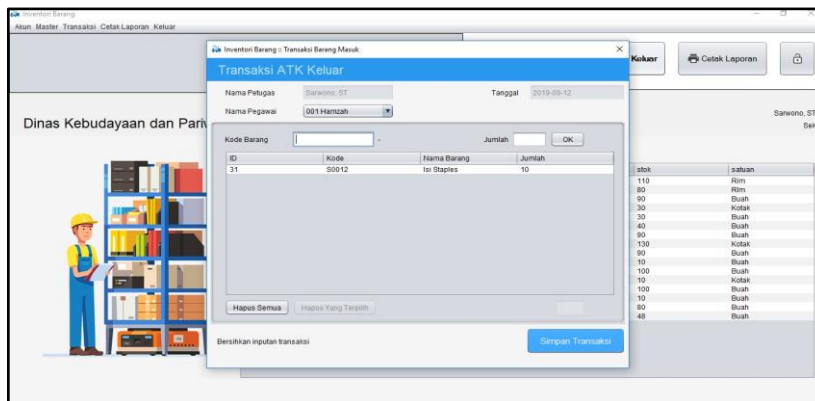 Inventori Barang
Akun Master Transaksi Cetak Laporan Keluar
Inventori Barang :: Transaksi Barang Masuk
Transaksi ATK Keluar
Keluar
Cetak Laporan
Nama Petugas Sarwono, ST Tanggal 2019-09-12
Nama Pegawai 001 Hamzah
Sarwono, ST
Dinas Kebudayaan dan Pariw
Kode Barang - Jumlah OK
ID Kode Nama Barang Jumlah
31 S0012 Isi Staples 10
stok satuan
110 Rim
80 Rim
90 Buah
30 Kotak
30 Buah
40 Buah
90 Buah
130 Kotak
90 Buah
10 Buah
100 Buah
10 Kotak
100 Buah
10 Buah
80 Buah
48 Buah
Hapus Semua Hapus Yang Terpilih
Bersihkan inputan transaksi Simpan Transaksi